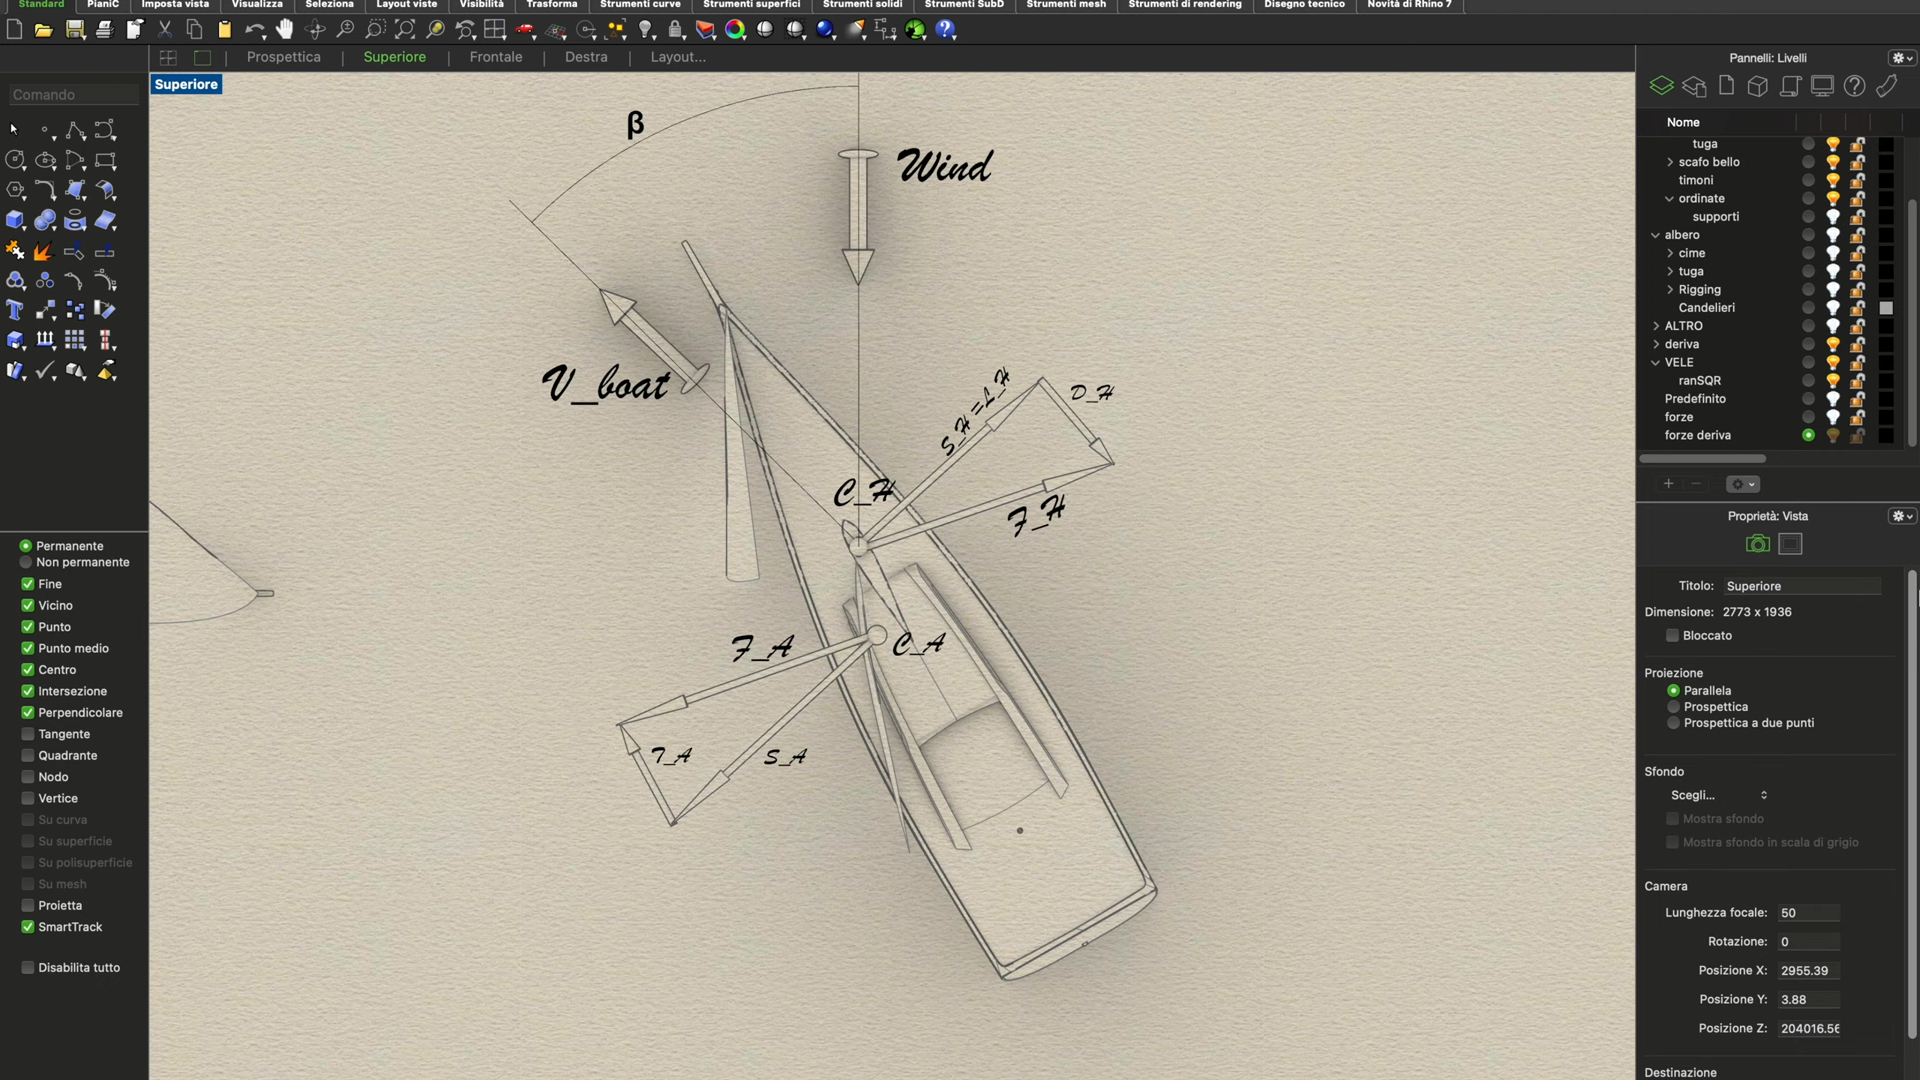 Standard
PianiC
Imposta vista
Visualizza
Seleziona
Layout viste
Visibilità
Trasforma
Strumenti curve
Strumenti superfici
Strumenti solidi
Strumenti SubD
Strumenti mesh
Strumenti di rendering
Disegno tecnico
Novità di Rhino 7
Prospettica
Superiore
Frontale
Destra
Layout...
Comando
Superiore
β
Wind
V_boat
S_H=L_H
D_H
C_H
F_H
F_A
C_A
T_A
S_A
Permanente
Non permanente
Fine
Vicino
Punto
Punto medio
Centro
Intersezione
Perpendicolare
Tangente
Quadrante
Nodo
Vertice
Su curva
Su superficie
Su polisuperficie
Su mesh
Proietta
SmartTrack
Disabilita tutto
Pannelli: Livelli
Nome
tuga
scafo bello
timoni
ordinate
supporti
albero
cime
tuga
Rigging
Candelieri
ALTRO
deriva
VELE
ranSQR
Predefinito
forze
forze deriva
Proprietà: Vista
Titolo: Superiore
Dimensione: 2773 x 1936
Bloccato
Proiezione
Parallela
Prospettica
Prospettica a due punti
Sfondo
Scegli...
Mostra sfondo
Mostra sfondo in scala di grigio
Camera
Lunghezza focale: 50
Rotazione: 0
Posizione X: 2955.39
Posizione Y: 3.88
Posizione Z: 204016.56
Destinazione